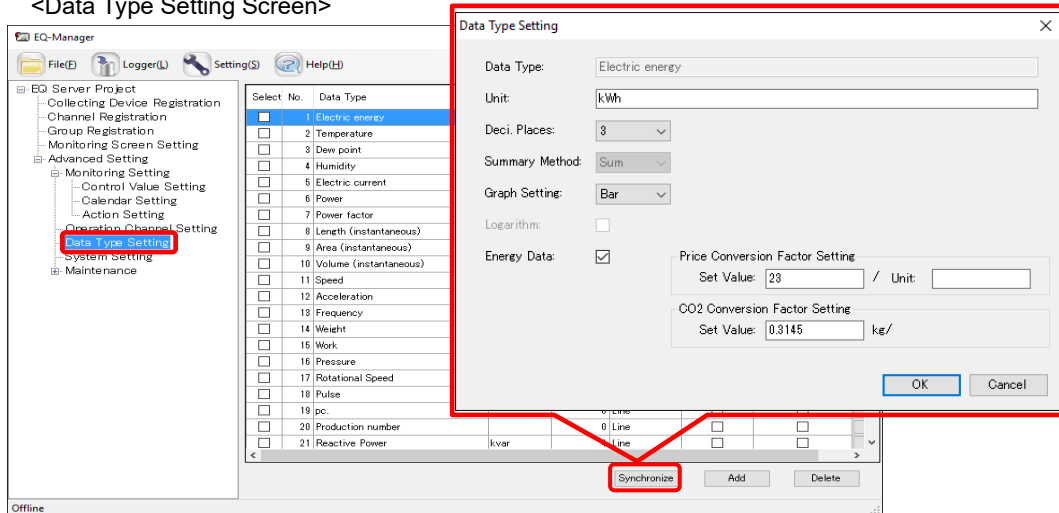 <Data Type Setting Screen>
EQ-Manager
File(F) Logger(L) Setting(S) Help(H)
EQ Server Project
Collecting Device Registration
Channel Registration
Group Registration
Monitoring Screen Setting
Advanced Setting
Monitoring Setting
Control Value Setting
Calendar Setting
Action Setting
Operation Channel Setting
Data Type Setting
System Setting
Maintenance
Select No. Data Type
1 Electric energy
2 Temperature
3 Dew point
4 Humidity
5 Electric current
6 Power
7 Power factor
8 Length (instantaneous)
9 Area (instantaneous)
10 Volume (instantaneous)
11 Speed
12 Acceleration
13 Frequency
14 Weight
15 Work
16 Pressure
17 Rotational Speed
18 Pulse
19 pc. 0 Line
20 Production number 0 Line
21 Reactive Power kvar Line
Synchronize Add Delete
Offline
Data Type Setting
Data Type: Electric energy
Unit: kWh
Deci. Places: 3
Summary Method: Sum
Graph Setting: Bar
Logarithm:
Energy Data:
Price Conversion Factor Setting
Set Value: 23 / Unit:
CO2 Conversion Factor Setting
Set Value: 0.3145 kg/
OK Cancel